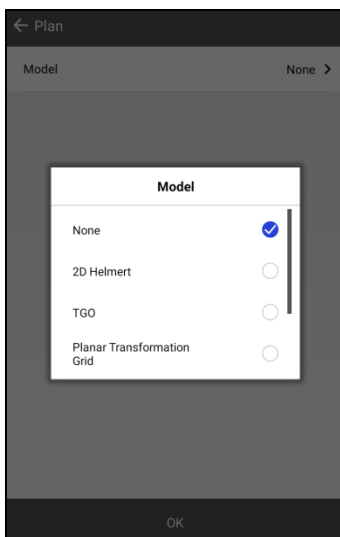 Plan
Model None
Model
None
2D Helmert
TGO
Planar Transformation
Grid
OK